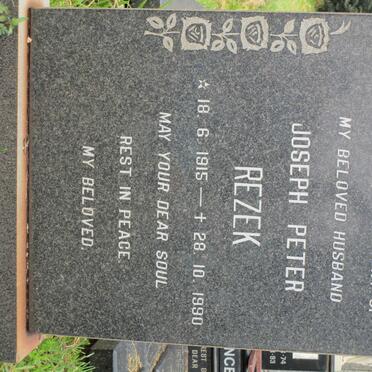 MY BELOVED HUSBAND
JOSEPH PETER
REZEK
☆ 18. 6. 1915 — ✝ 28. 10. 1990
MAY YOUR DEAR SOUL
REST IN PEACE
MY BELOVED.